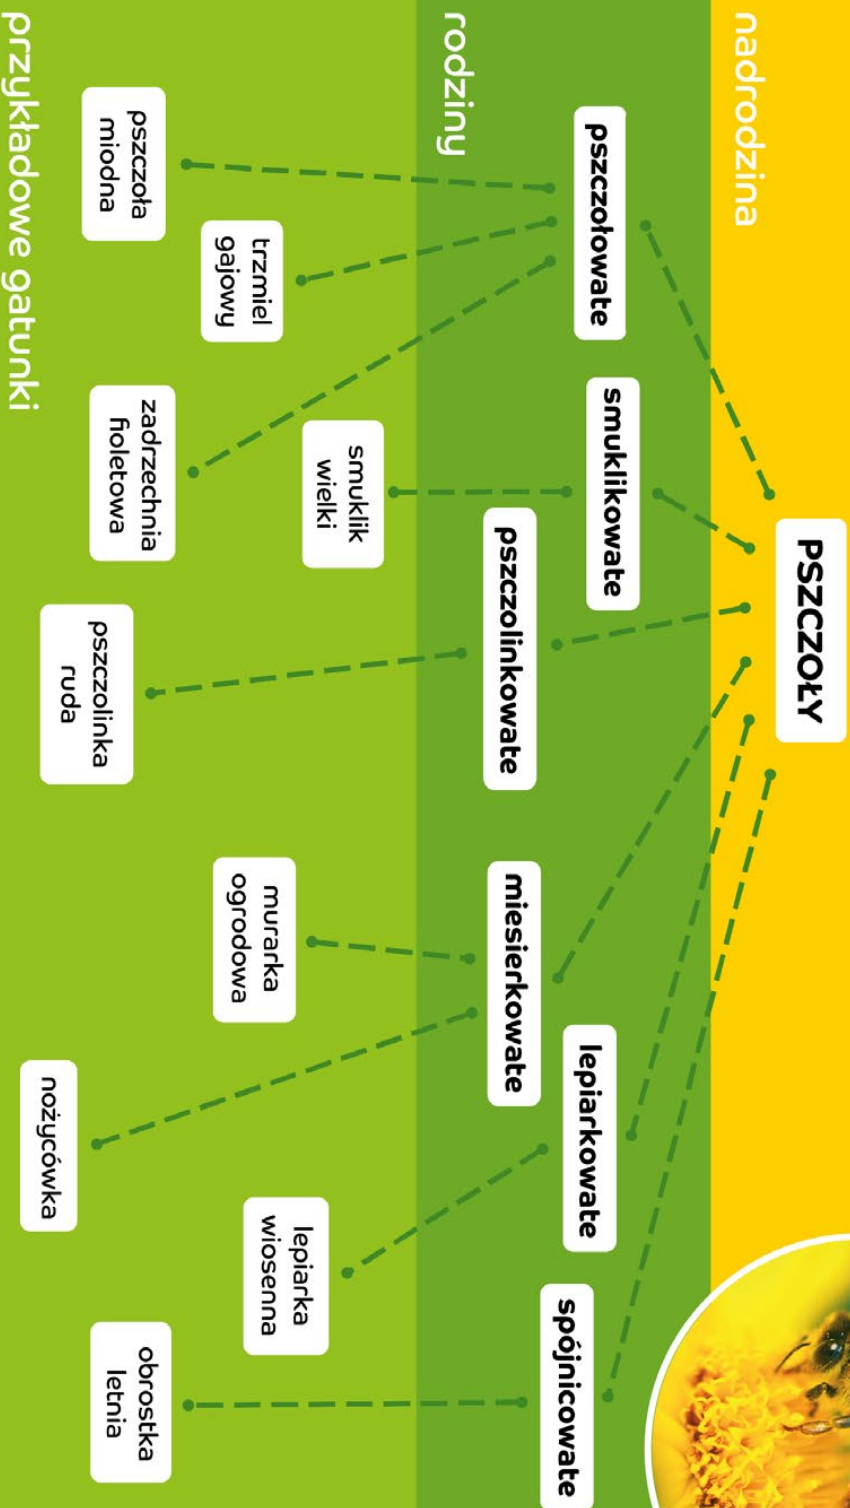 nadrodzina
PSZCZOŁY
rodziny
pszczołowate
smuklikowate
pszczolinkowate
miesierkowate
lepiarkowate
spójnicowate
przykładowe gatunki
pszczoła
miodna
trzmiel
gajowy
zadrzechnia
fioletowa
smuklik
wielki
pszczolinka
ruda
murarka
ogrodowa
nożycówka
lepiarka
wiosenna
obrostka
letnia